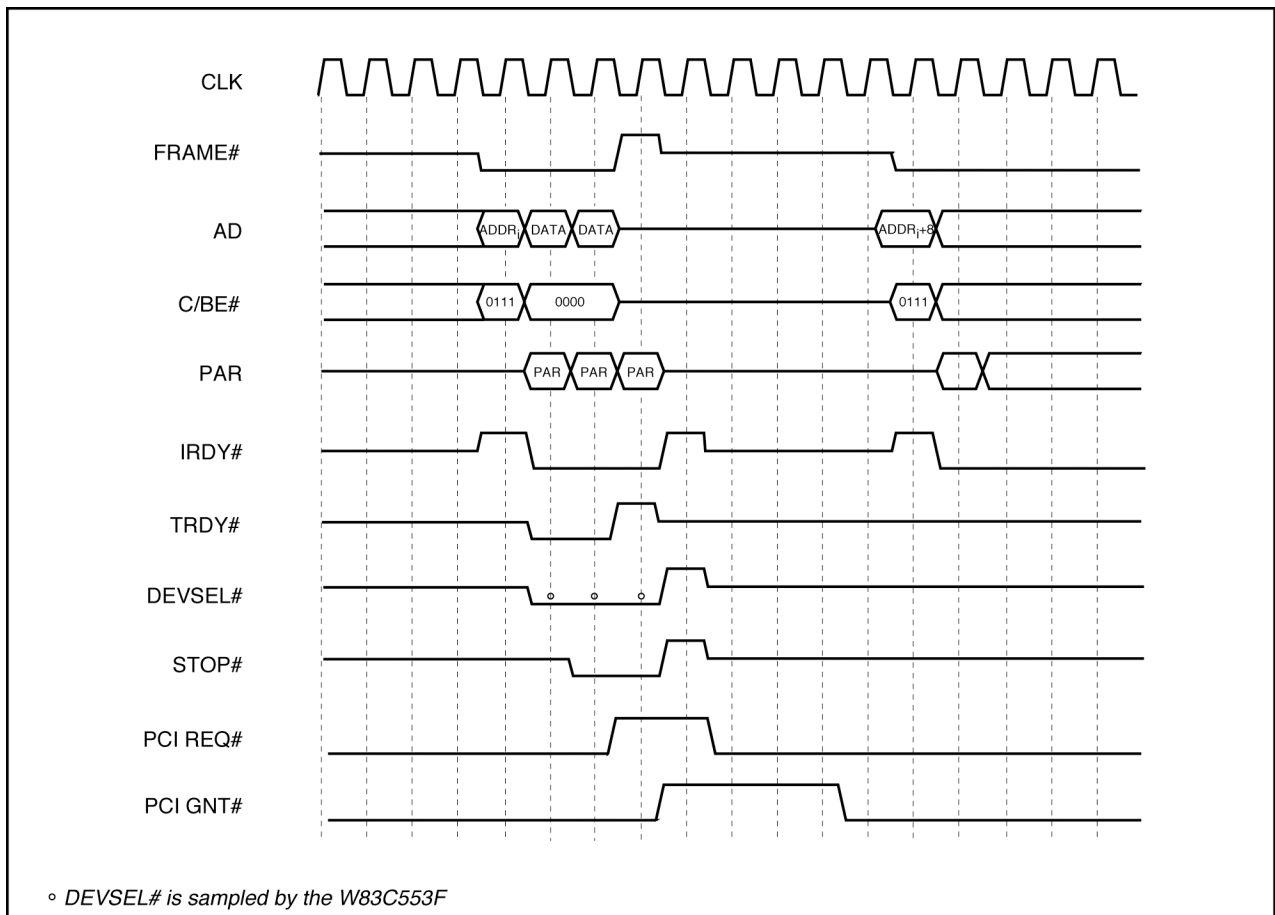 CLK
FRAME#
AD
ADDRi DATA DATA ADDRi+8
C/BE#
0111 0000 0111
PAR
PAR PAR PAR
IRDY#
TRDY#
DEVSEL#
STOP#
PCI REQ#
PCI GNT#
DEVSEL# is sampled by the W83C553F